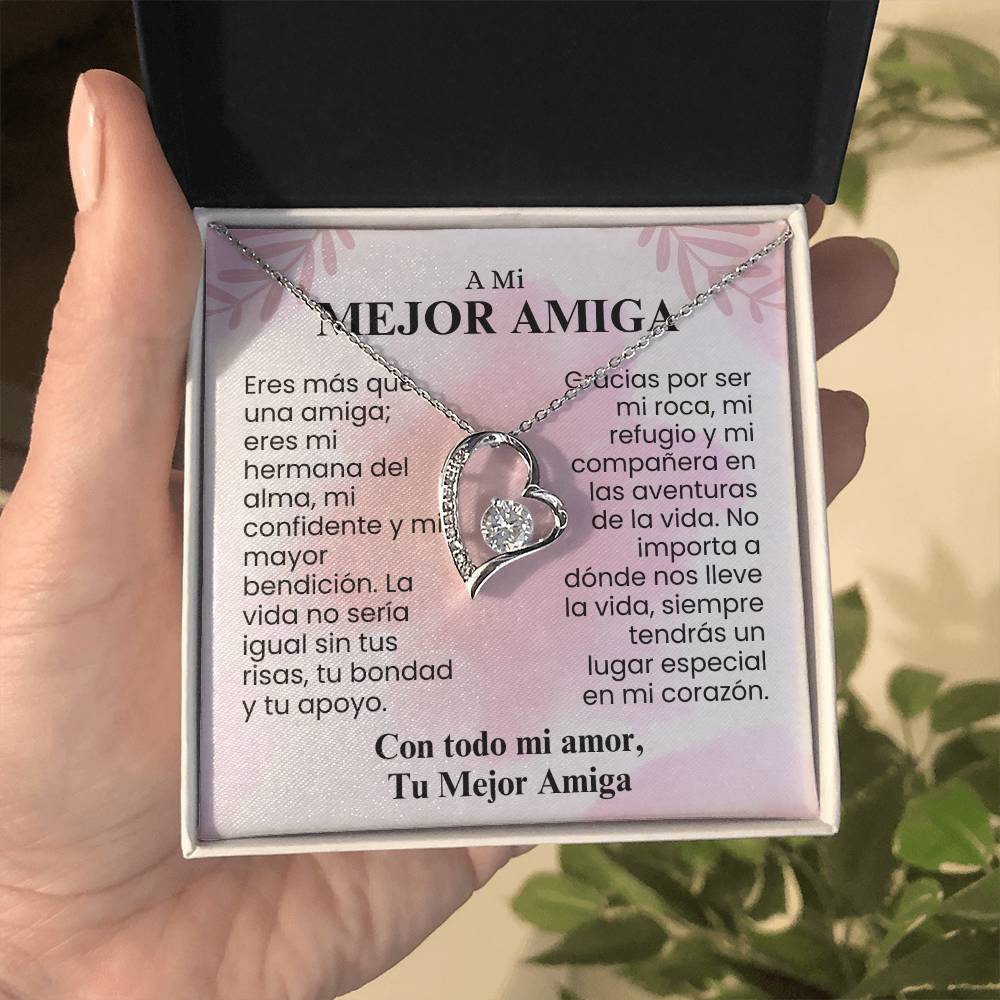 A Mi
MEJOR AMIGA
Eres más que
una amiga;
eres mi
hermana del
alma, mi
confidente y mi
mayor
bendición. La
vida no sería
igual sin tus
risas, tu bondad
y tu apoyo.
Gracias por ser
mi roca, mi
refugio y mi
compañera en
las aventuras
de la vida. No
importa a
dónde nos lleve
la vida, siempre
tendrás un
lugar especial
en mi corazón.
Con todo mi amor,
Tu Mejor Amiga